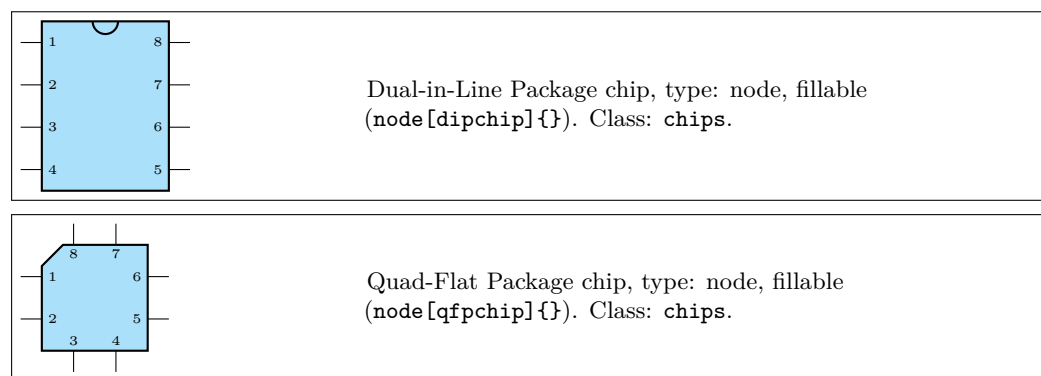 1 8
2 7
3 6
4 5
Dual-in-Line Package chip, type: node, fillable
(node[dipchip]{}). Class: chips.
8 7
1 6
2 5
3 4
Quad-Flat Package chip, type: node, fillable
(node[qfpchip]{}). Class: chips.